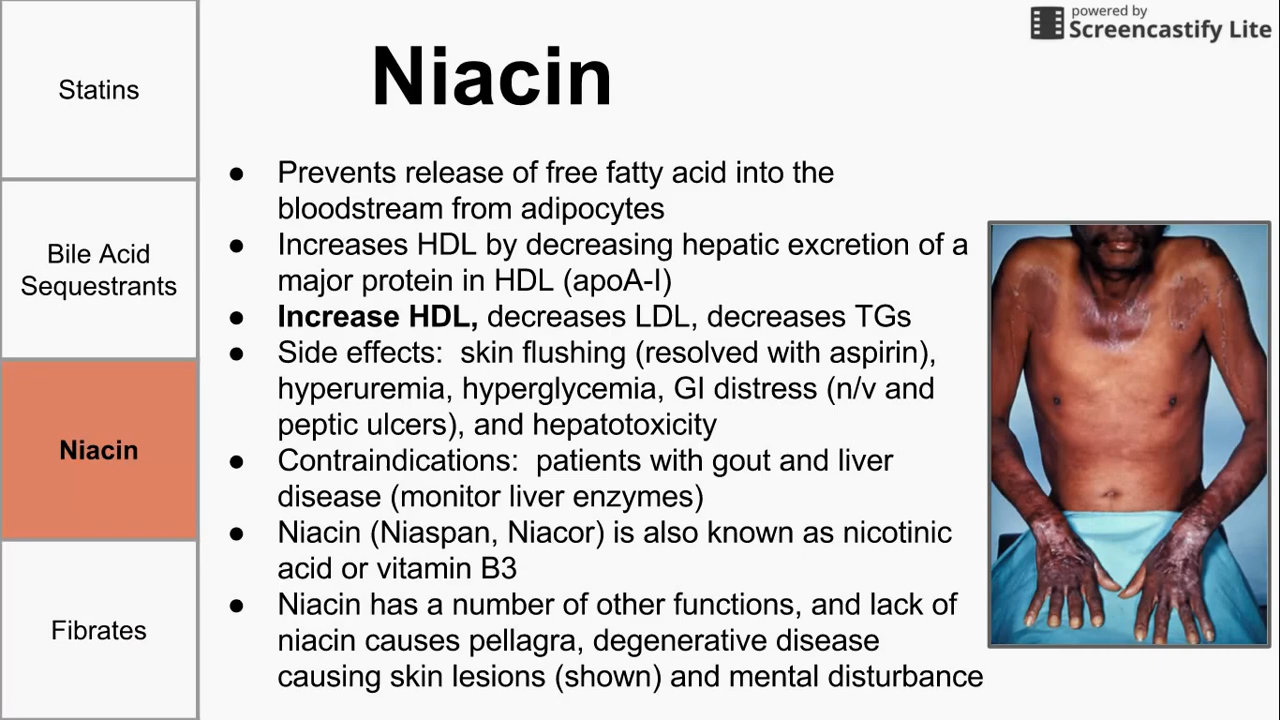 powered by
Screencastify Lite
Statins
Bile Acid
Sequestrants
Niacin
Fibrates
Niacin
● Prevents release of free fatty acid into the
bloodstream from adipocytes
● Increases HDL by decreasing hepatic excretion of a
major protein in HDL (apoA-I)
● Increase HDL, decreases LDL, decreases TGs
● Side effects:  skin flushing (resolved with aspirin),
hyperuremia, hyperglycemia, GI distress (n/v and
peptic ulcers), and hepatotoxicity
● Contraindications:  patients with gout and liver
disease (monitor liver enzymes)
● Niacin (Niaspan, Niacor) is also known as nicotinic
acid or vitamin B3
● Niacin has a number of other functions, and lack of
niacin causes pellagra, degenerative disease
causing skin lesions (shown) and mental disturbance